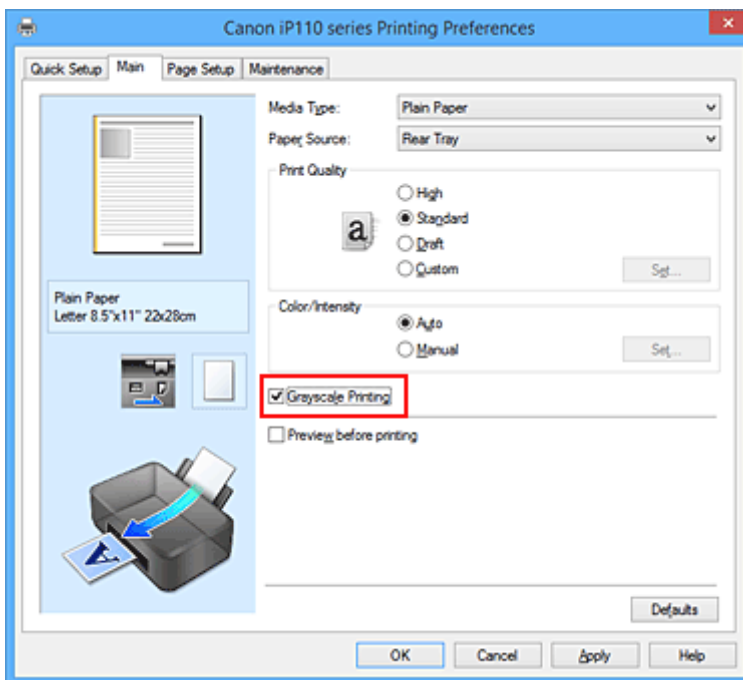 Canon iP110 series Printing Preferences
Quick Setup Main Page Setup Maintenance
Media Type: Plain Paper
Paper Source: Rear Tray
Print Quality
High
a Standard
Draft
Custom Set...
Plain Paper
Letter 8.5"x11" 22x28cm
Color/Intensity
Auto
Manual Set...
Grayscale Printing
Preview before printing
A
Defaults
OK Cancel Apply Help